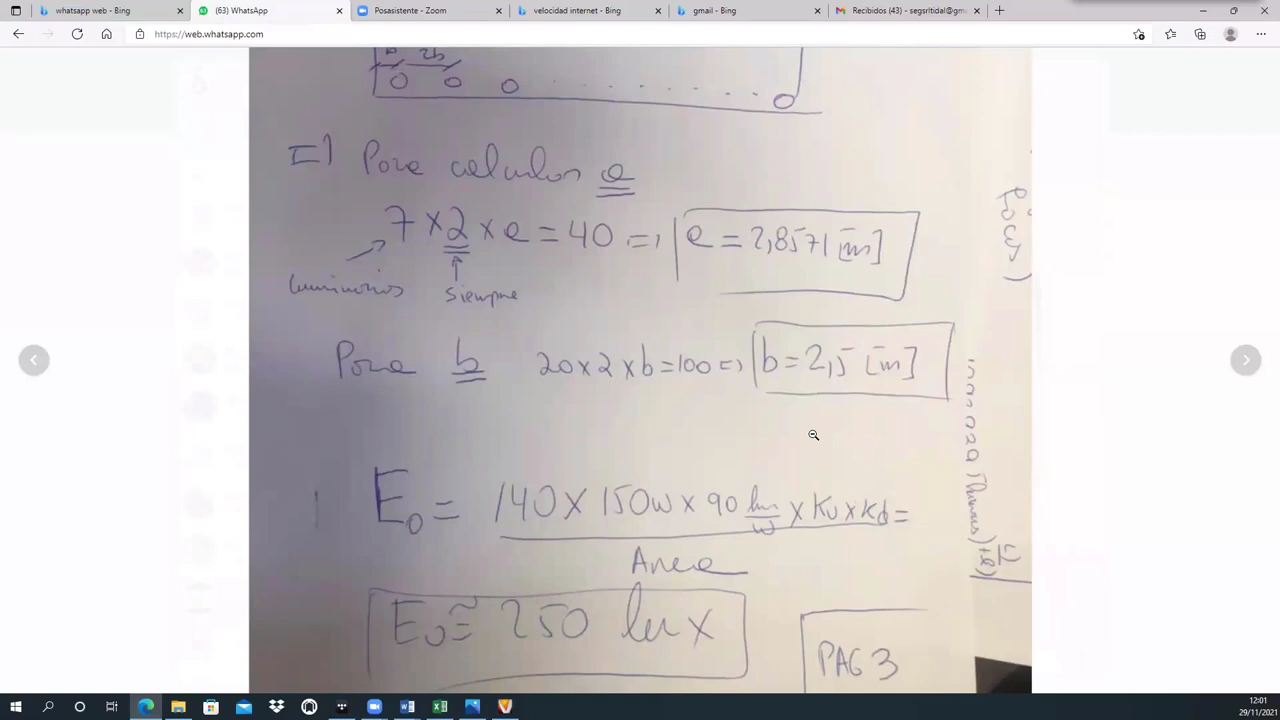 whatsapp web - Bing
(63) WhatsApp
Posasistente - Zoom
velocidad internet - Bing
gmail - Bing
Recibidos (43) - segsrltidal@gm
https://web.whatsapp.com
b 2b
Para calculos e
7 x 2 x e = 40 => e = 2,8571 [m]
luminarias siempre
Para b 20 x 2 x b = 100 => b = 2,5 [m]
E0 = 140 x 150w x 90 lm/w x Ku x Kd =
Area
E0 ≅ 250 lux
PAG 3
12:01
29/11/2021